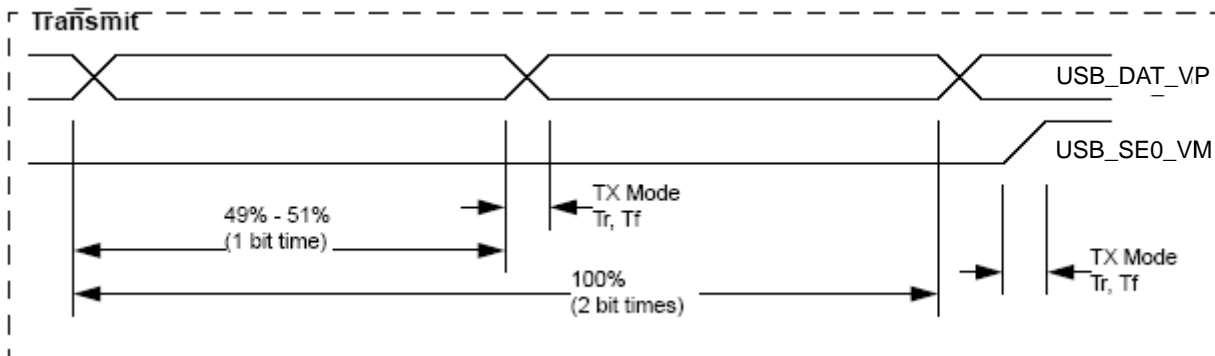 Transmit
USB_DAT_VP
USB_SE0_VM
TX Mode
Tr, Tf
49% - 51%
(1 bit time)
TX Mode
Tr, Tf
100%
(2 bit times)